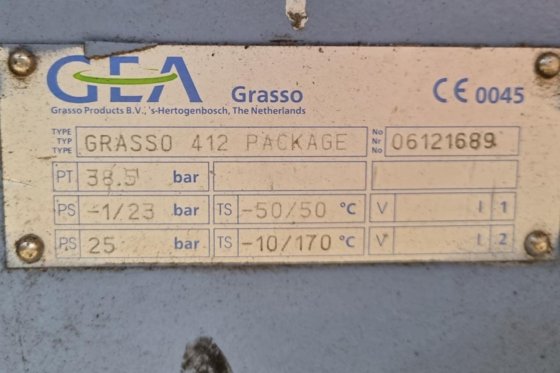 GEA Grasso CE 0045
Grasso Products B.V., 's-Hertogenbosch, The Netherlands
TYPE TYP TYPE GRASSO 412 PACKAGE No Nr No 06121689
PT 38.5 bar
PS -1/23 bar TS -50/50 °C V l 1
PS 25 bar TS -10/170 °C V l 2